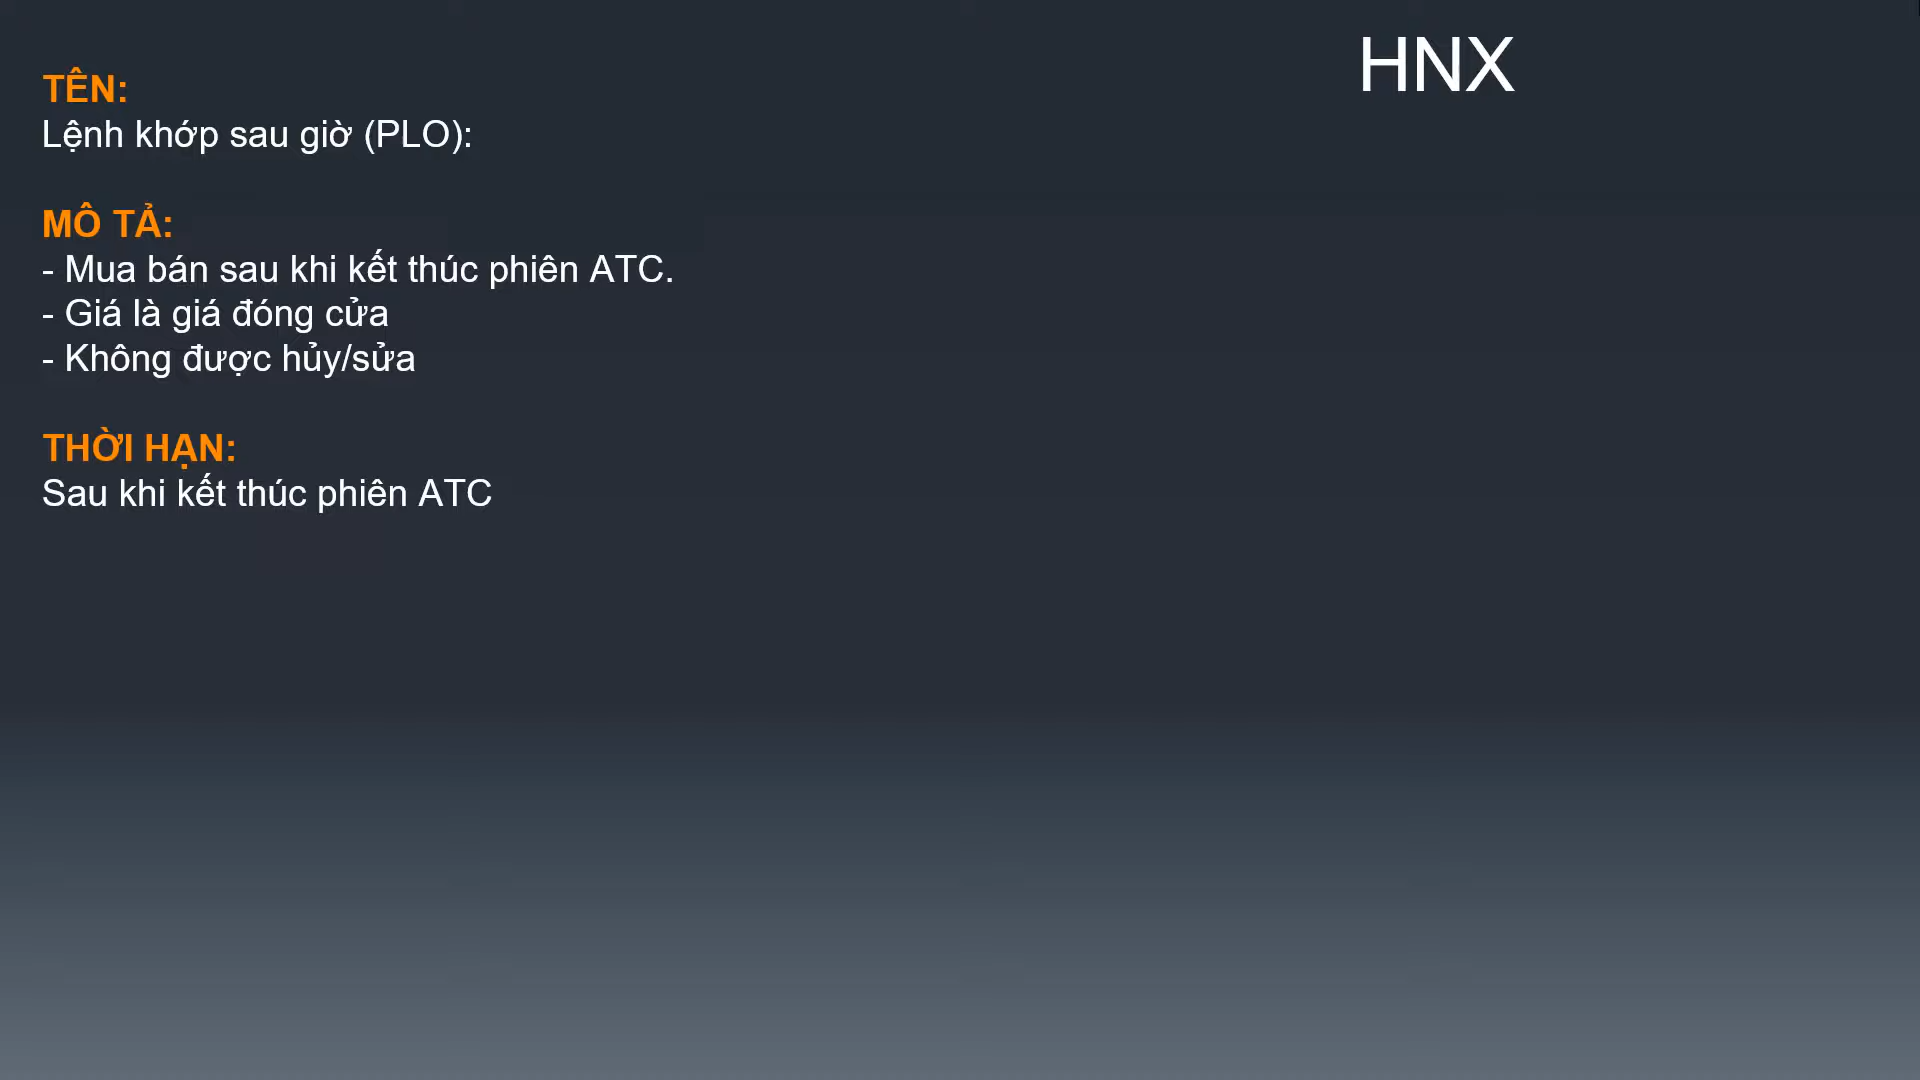 HNX
TÊN:
Lệnh khớp sau giờ (PLO):
MÔ TẢ:
- Mua bán sau khi kết thúc phiên ATC.
- Giá là giá đóng cửa
- Không được hủy/sửa
THỜI HẠN:
Sau khi kết thúc phiên ATC